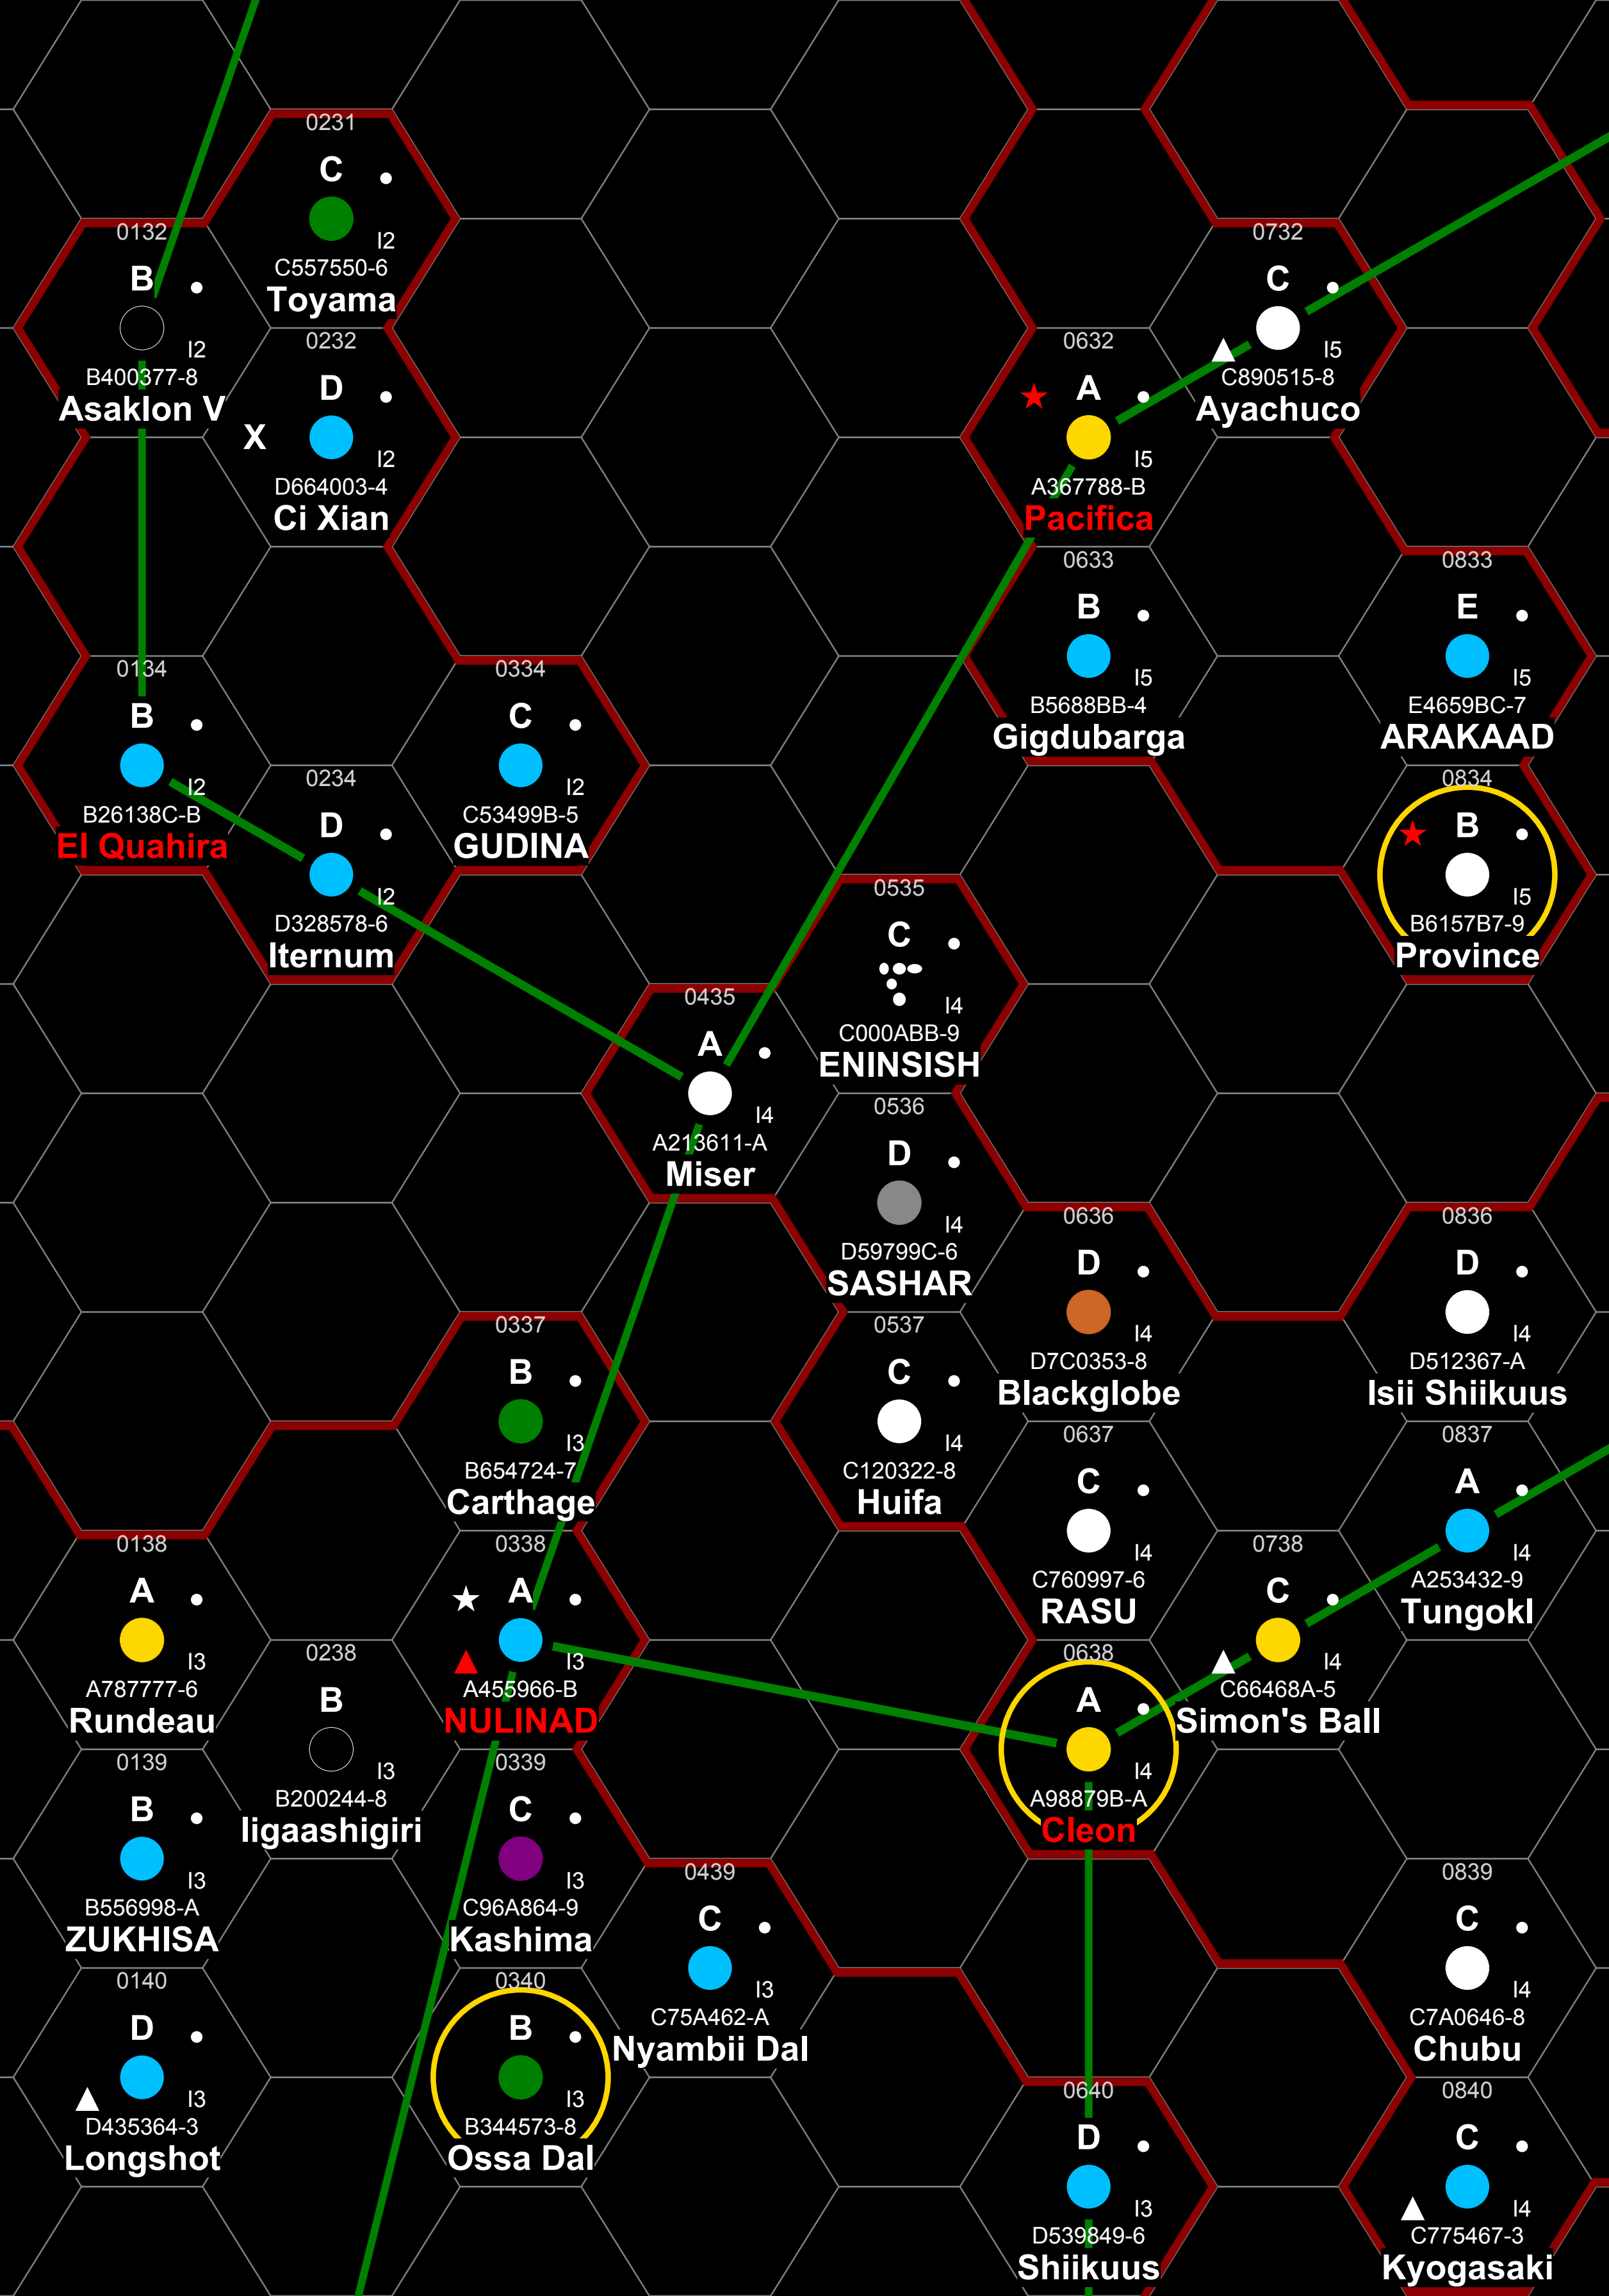 0231
C
I2
C557550-6
Toyama
0132
B
I2
B400377-8
Asaklon V
0732
C
I5
C890515-8
Ayachuco
0232
D
X
I2
D664003-4
Ci Xian
0632
A
I5
A367788-B
Pacifica
0633
B
I5
B5688BB-4
Gigdubarga
0833
E
I5
E4659BC-7
ARAKAAD
0134
B
I2
B26138C-B
El Quahira
0334
C
I2
C53499B-5
GUDINA
0234
D
I2
D328578-6
Iternum
0834
B
I5
B6157B7-9
Province
0535
C
I4
C000ABB-9
ENINSISH
0435
A
I4
A213611-A
Miser
0536
D
I4
D59799C-6
SASHAR
0636
D
I4
D7C0353-8
Blackglobe
0836
D
I4
D512367-A
Isii Shiikuus
0337
B
I3
B654724-7
Carthage
0537
C
I4
C120322-8
Huifa
0637
C
I4
C760997-6
RASU
0837
A
I4
A253432-9
Tungokl
0138
A
I3
A787777-6
Rundeau
0338
A
I3
A455966-B
NULINAD
0738
C
I4
C66468A-5
Simon's Ball
0238
B
I3
B200244-8
Iigaashigiri
0638
A
I4
A98879B-A
Cleon
0139
B
I3
B556998-A
ZUKHISA
0339
C
I3
C96A864-9
Kashima
0439
C
I3
C75A462-A
Nyambii Dal
0839
C
I4
C7A0646-8
Chubu
0140
D
I3
D435364-3
Longshot
0340
B
I3
B344573-8
Ossa Dal
0640
D
I3
D539849-6
Shiikuus
0840
C
I4
C775467-3
Kyogasaki